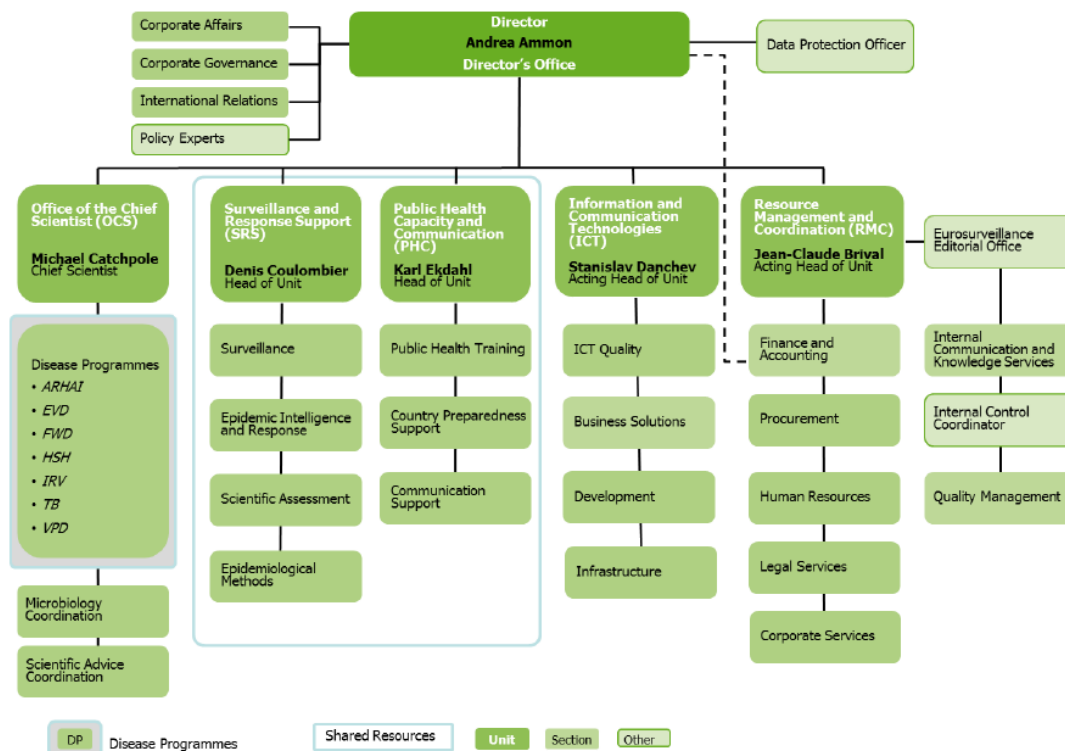 Corporate Affairs
Corporate Governance
International Relations
Policy Experts
Director
Andrea Ammon
Director's Office
Data Protection Officer
Office of the Chief
Scientist (OCS)
Michael Catchpole
Chief Scientist
Surveillance and
Response Support
(SRS)
Denis Coulombier
Head of Unit
Public Health
Capacity and
Communication
(PHC)
Karl Ekdahl
Head of Unit
Information and
Communication
Technologies
(ICT)
Stanislav Danchev
Acting Head of Unit
Resource
Management and
Coordination (RMC)
Jean-Claude Brival
Acting Head of Unit
Eurosurveillance
Editorial Office
Disease Programmes
• ARHAI
• EVD
• FWD
• HSH
• IRV
• TB
• VPD
Microbiology
Coordination
Scientific Advice
Coordination
Surveillance
Epidemic Intelligence
and Response
Scientific Assessment
Epidemiological
Methods
Public Health Training
Country Preparedness
Support
Communication
Support
ICT Quality
Business Solutions
Development
Infrastructure
Finance and
Accounting
Procurement
Human Resources
Legal Services
Corporate Services
Internal
Communication and
Knowledge Services
Internal Control
Coordinator
Quality Management
DP
Disease Programmes
Shared Resources
Unit
Section
Other